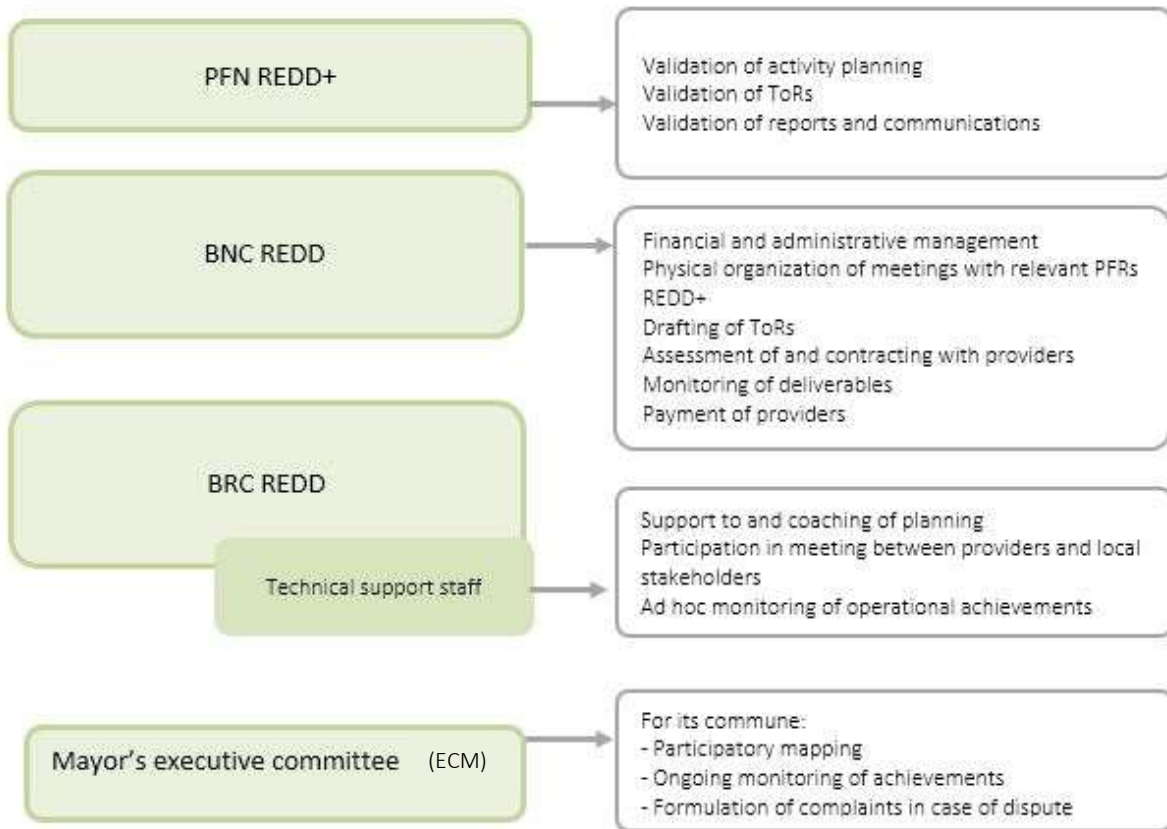 PFN REDD+
Validation of activity planning
Validation of ToRs
Validation of reports and communications
BNC REDD
Financial and administrative management
Physical organization of meetings with relevant PFRs
REDD+
Drafting of ToRs
Assessment of and contracting with providers
Monitoring of deliverables
Payment of providers
BRC REDD
Technical support staff
Support to and coaching of planning
Participation in meeting between providers and local
stakeholders
Ad hoc monitoring of operational achievements
Mayor's executive committee (ECM)
For its commune:
- Participatory mapping
- Ongoing monitoring of achievements
- Formulation of complaints in case of dispute